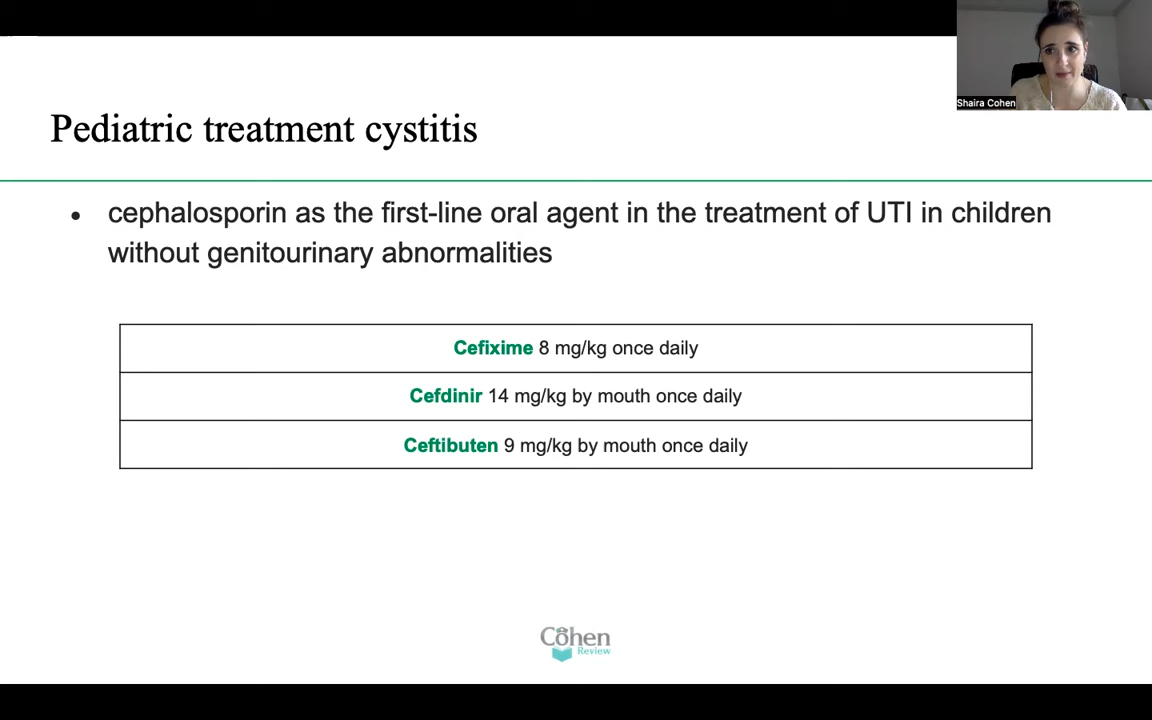 Shaira Cohen
Pediatric treatment cystitis
• cephalosporin as the first-line oral agent in the treatment of UTI in children
without genitourinary abnormalities
Cefixime 8 mg/kg once daily
Cefdinir 14 mg/kg by mouth once daily
Ceftibuten 9 mg/kg by mouth once daily
Cohen
Review